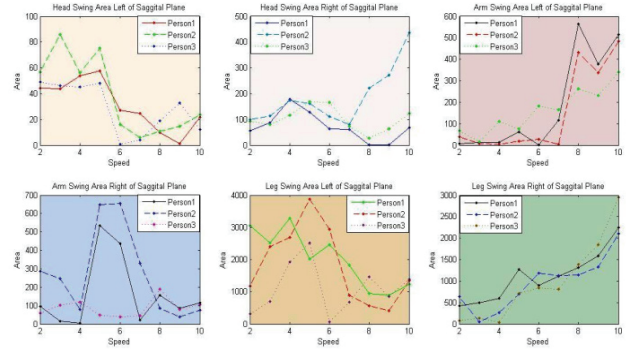 Head Swing Area Left of Saggital Plane
100
80
60
40
20
0
Area
2
4
6
8
10
Speed
Person1
Person2
Person3
Head Swing Area Right of Saggital Plane
500
400
300
200
100
0
Area
2
4
6
8
10
Speed
Person1
Person2
Person3
Arm Swing Area Left of Saggital Plane
600
500
400
300
200
100
0
Area
2
4
6
8
10
Speed
Person1
Person2
Person3
Arm Swing Area Right of Saggital Plane
700
600
500
400
300
200
100
0
Area
2
4
6
8
10
Speed
Person1
Person2
Person3
Leg Swing Area Left of Saggital Plane
4000
3000
2000
1000
0
Area
2
4
6
8
10
Speed
Person1
Person2
Person3
Leg Swing Area Right of Saggital Plane
3000
2500
2000
1500
1000
500
0
Area
2
4
6
8
10
Speed
Person1
Person2
Person3